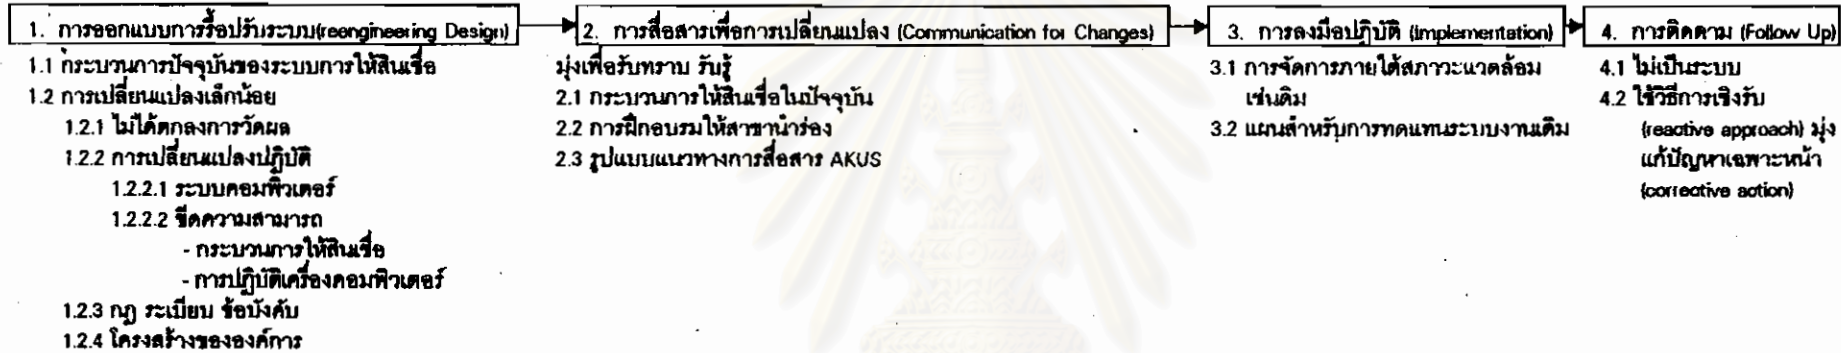 1. การออกแบบการรื้อปรับระบบ(reengineering Design)
1.1 กระบวนการปัจจุบันของระบบการให้สินเชื่อ
1.2 การเปลี่ยนแปลงเล็กน้อย
1.2.1 ไม่ได้ตกลงการวัดผล
1.2.2 การเปลี่ยนแปลงปฏิบัติ
1.2.2.1 ระบบคอมพิวเตอร์
1.2.2.2 ขีดความสามารถ
- กระบวนการให้สินเชื่อ
- การปฏิบัติเครื่องคอมพิวเตอร์
1.2.3 กฎ ระเบียบ ข้อบังคับ
1.2.4 โครงสร้างขององค์การ
2. การสื่อสารเพื่อการเปลี่ยนแปลง (Communication for Changes)
มุ่งเพื่อรับทราบ รับรู้
2.1 กระบวนการให้สินเชื่อในปัจจุบัน
2.2 การฝึกอบรมให้สาขานำร่อง
2.3 รูปแบบแนวทางการสื่อสาร AKUS
3. การลงมือปฏิบัติ (Implementation)
3.1 การจัดการภายใต้สภาวะแวดล้อม
เช่นเดิม
3.2 แผนสำหรับการทดแทนระบบงานเดิม
4. การติดตาม (Follow Up)
4.1 ไม่เป็นระบบ
4.2 ใช้วิธีการเชิงรับ
(reactive approach) มุ่ง
แก้ปัญหาเฉพาะหน้า
(corrective action)